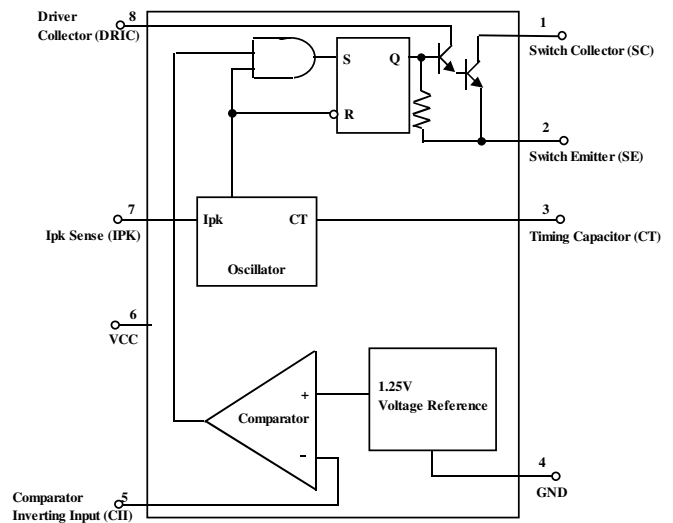 Driver
Collector (DRIC)
8
1
Switch Collector (SC)
S
Q
R
2
Switch Emitter (SE)
7
Ipk Sense (IPK)
Ipk
CT
Oscillator
3
Timing Capacitor (CT)
6
VCC
+
Comparator
-
1.25V
Voltage Reference
4
GND
5
Comparator
Inverting Input (CII)